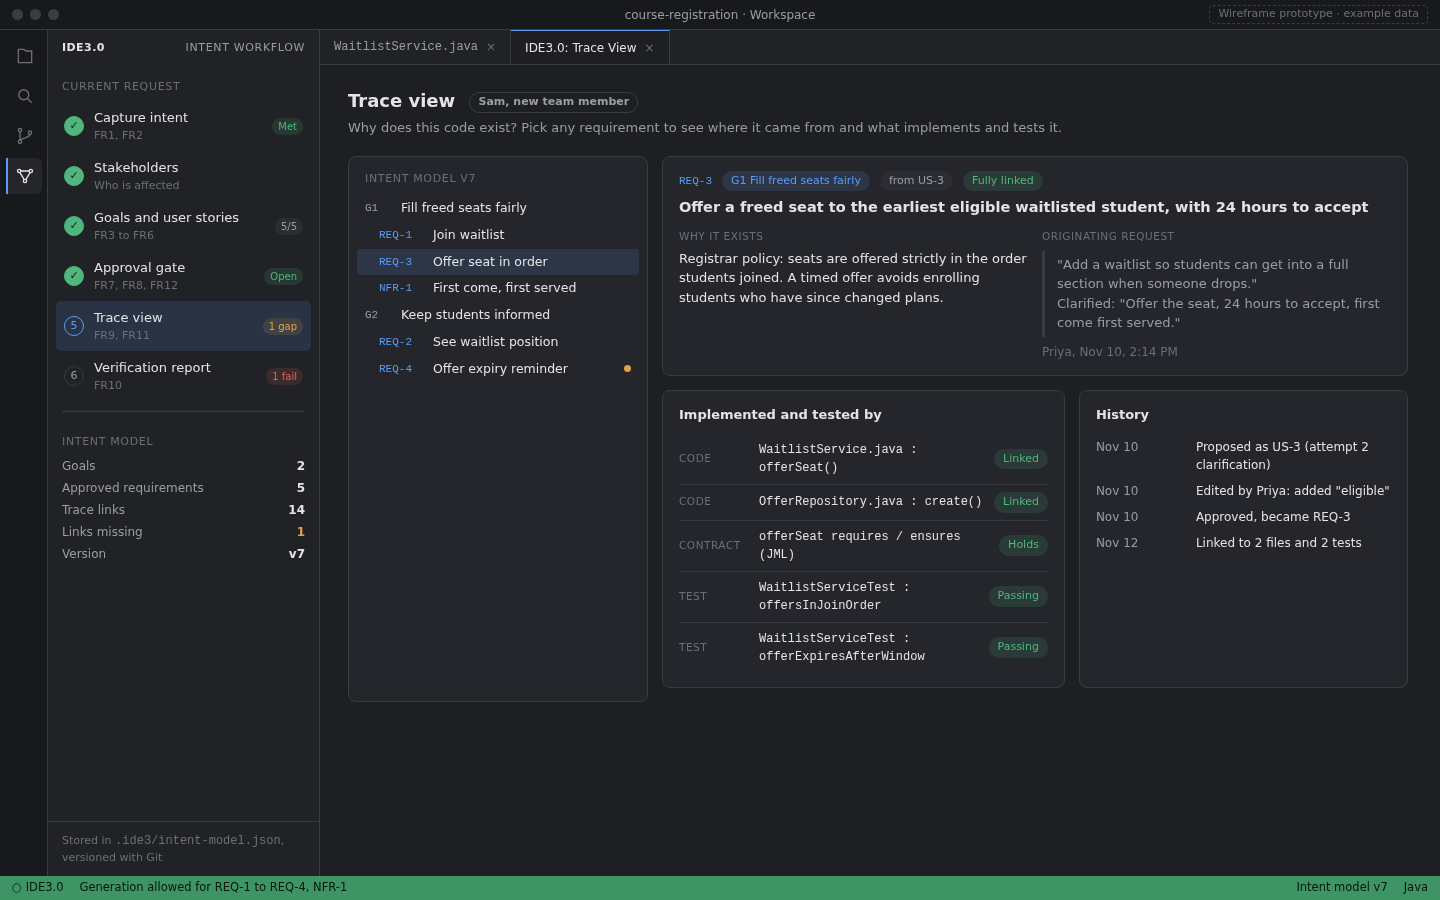 course-registration · Workspace
Wireframe prototype · example data
IDE3.0
INTENT WORKFLOW
CURRENT REQUEST
✓ Capture intent
FR1, FR2
Met
✓ Stakeholders
Who is affected
✓ Goals and user stories
FR3 to FR6
5/5
✓ Approval gate
FR7, FR8, FR12
Open
5 Trace view
FR9, FR11
1 gap
6 Verification report
FR10
1 fail
INTENT MODEL
Goals 2
Approved requirements 5
Trace links 14
Links missing 1
Version v7
Stored in .ide3/intent-model.json,
versioned with Git
WaitlistService.java ×
IDE3.0: Trace View ×
Trace view
Sam, new team member
Why does this code exist? Pick any requirement to see where it came from and what implements and tests it.
INTENT MODEL V7
G1 Fill freed seats fairly
REQ-1 Join waitlist
REQ-3 Offer seat in order
NFR-1 First come, first served
G2 Keep students informed
REQ-2 See waitlist position
REQ-4 Offer expiry reminder
REQ-3 G1 Fill freed seats fairly from US-3 Fully linked
Offer a freed seat to the earliest eligible waitlisted student, with 24 hours to accept
WHY IT EXISTS
Registrar policy: seats are offered strictly in the order
students joined. A timed offer avoids enrolling
students who have since changed plans.
ORIGINATING REQUEST
"Add a waitlist so students can get into a full
section when someone drops."
Clarified: "Offer the seat, 24 hours to accept, first
come first served."
Priya, Nov 10, 2:14 PM
Implemented and tested by
CODE WaitlistService.java :
offerSeat()
Linked
CODE OfferRepository.java : create() Linked
CONTRACT offerSeat requires / ensures
(JML)
Holds
TEST WaitlistServiceTest :
offersInJoinOrder
Passing
TEST WaitlistServiceTest :
offerExpiresAfterWindow
Passing
History
Nov 10 Proposed as US-3 (attempt 2
clarification)
Nov 10 Edited by Priya: added "eligible"
Nov 10 Approved, became REQ-3
Nov 12 Linked to 2 files and 2 tests
IDE3.0 Generation allowed for REQ-1 to REQ-4, NFR-1
Intent model v7 Java